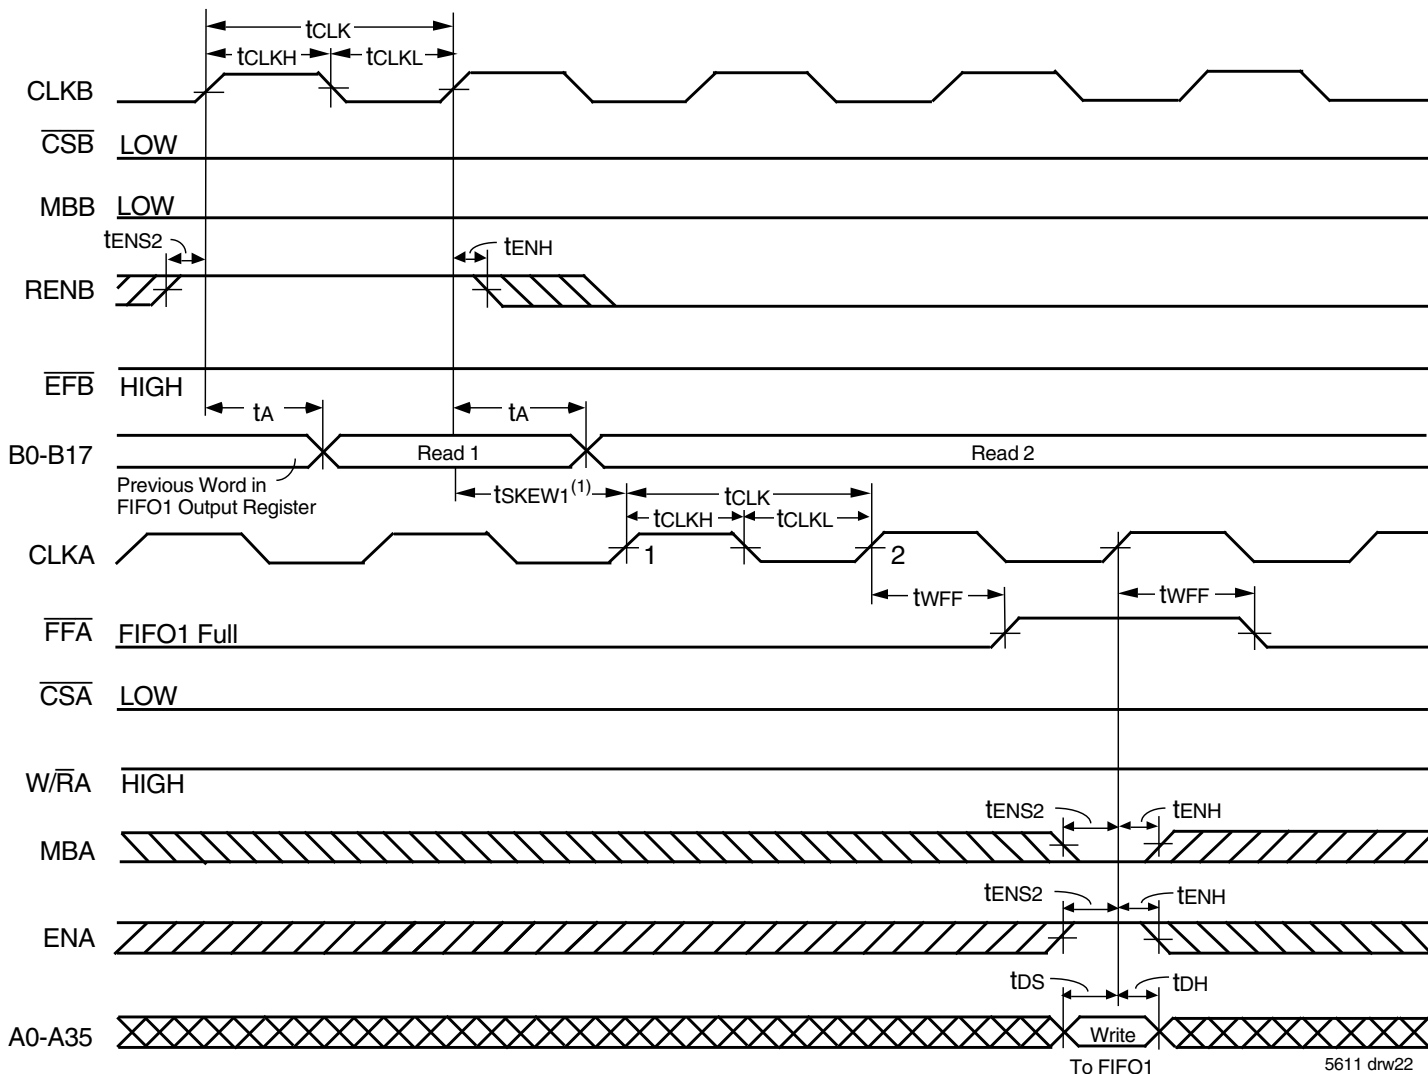 tCLK
tCLKH tCLKL
CLKB
CSB LOW
MBB LOW
tENS2 tENH
RENB
EFB HIGH
tA tA
B0-B17 Read 1 Read 2
Previous Word in
FIFO1 Output Register
tSKEW1(1) tCLK
tCLKH tCLKL
CLKA 1 2
tWFF tWFF
FFA FIFO1 Full
CSA LOW
W/RA HIGH
tENS2 tENH
MBA
tENS2 tENH
ENA
tDS tDH
A0-A35 Write
To FIFO1
5611 drw22